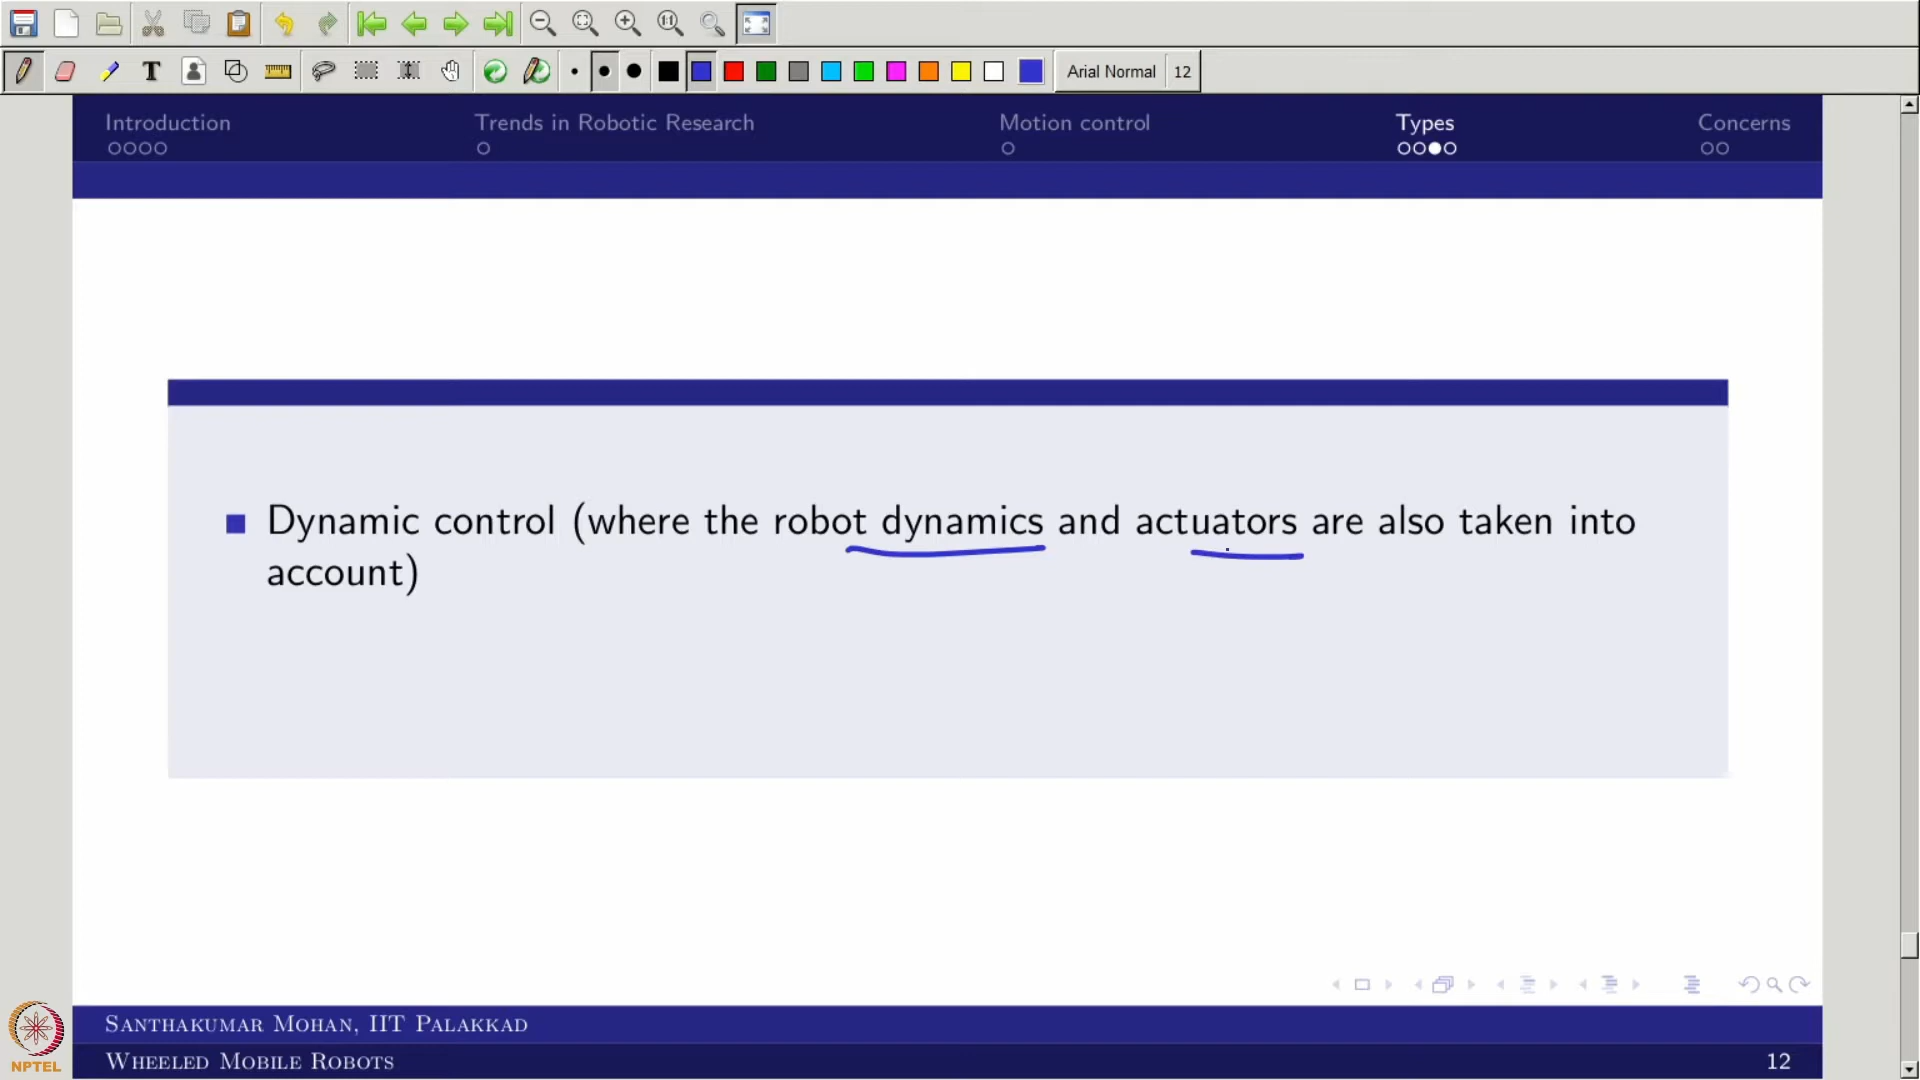 Arial Normal 12
Introduction Trends in Robotic Research Motion control Types Concerns
Dynamic control (where the robot dynamics and actuators are also taken into
account)
SANTHAKUMAR MOHAN, IIT PALAKKAD
WHEELED MOBILE ROBOTS 12
NPTEL